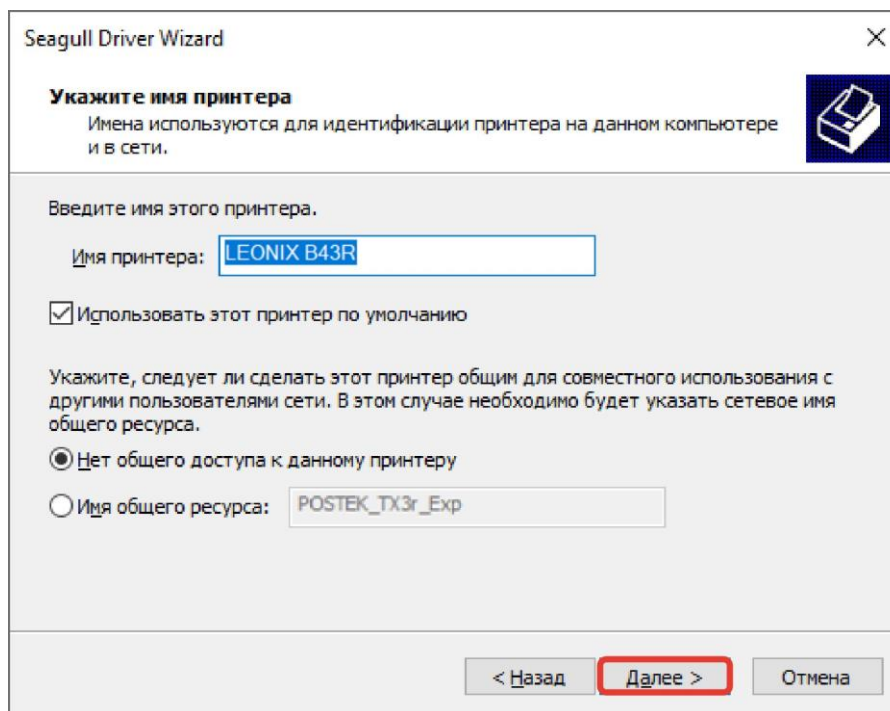 Seagull Driver Wizard
Укажите имя принтера
Имена используются для идентификации принтера на данном компьютере
и в сети.
Введите имя этого принтера.
Имя принтера: LEONIX B43R
Использовать этот принтер по умолчанию
Укажите, следует ли сделать этот принтер общим для совместного использования с
другими пользователями сети. В этом случае необходимо будет указать сетевое имя
общего ресурса.
Нет общего доступа к данному принтеру
Имя общего ресурса: POSTEK_TX3r_Exp
< Назад Далее > Отмена